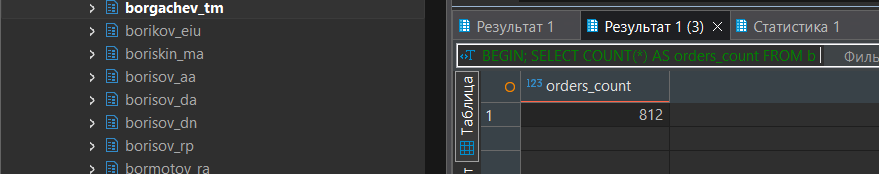 borgachev_tm
borikov_eiu
boriskin_ma
borisov_aa
borisov_da
borisov_dn
borisov_rp
bormotov_ra
Результат 1
Результат 1 (3)
Статистика 1
BEGIN; SELECT COUNT(*) AS orders_count FROM b
Филь
Таблица
123 orders_count
1 812